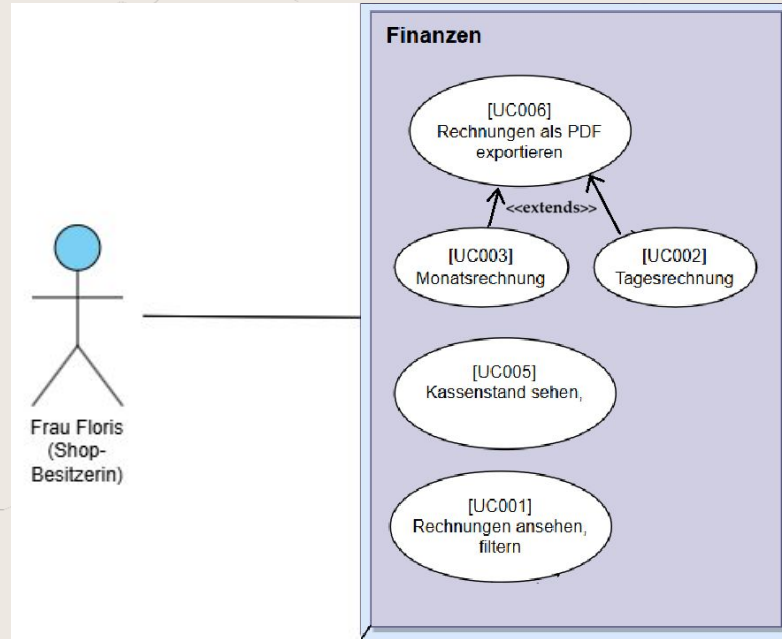 Finanzen
[UC006]
Rechnungen als PDF
exportieren
<<extends>>
[UC003]
Monatsrechnung
[UC002]
Tagesrechnung
[UC005]
Kassenstand sehen,
Frau Floris
(Shop-
Besitzerin)
[UC001]
Rechnungen ansehen,
filtern